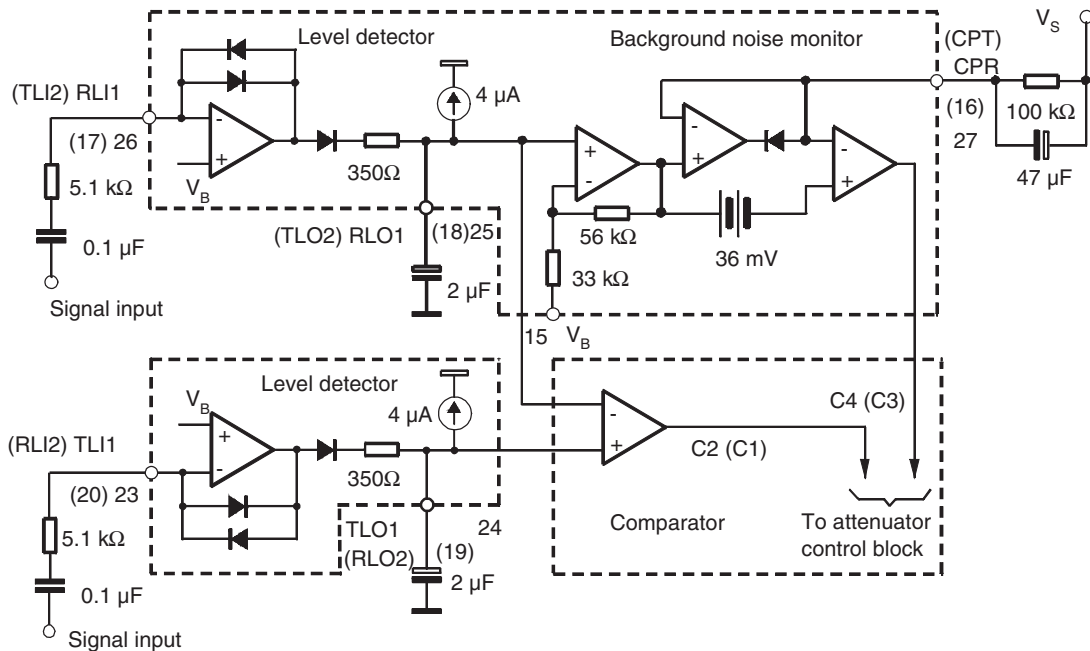 Level detector
Background noise monitor
(CPT)
CPR
V_S
(TLI2) RLI1
4 µA
(16)
100 kΩ
(17) 26
-
+
V_B
350Ω
+
-
-
+
-
+
27
47 µF
5.1 kΩ
56 kΩ
36 mV
(TLO2) RLO1
(18)25
0.1 µF
33 kΩ
2 µF
Signal input
15
V_B
Level detector
V_B
4 µA
C4 (C3)
+
-
-
+
C2 (C1)
(RLI2) TLI1
350Ω
(20) 23
TLO1
(RLO2)
24
Comparator
To attenuator
control block
5.1 kΩ
(19)
2 µF
0.1 µF
Signal input